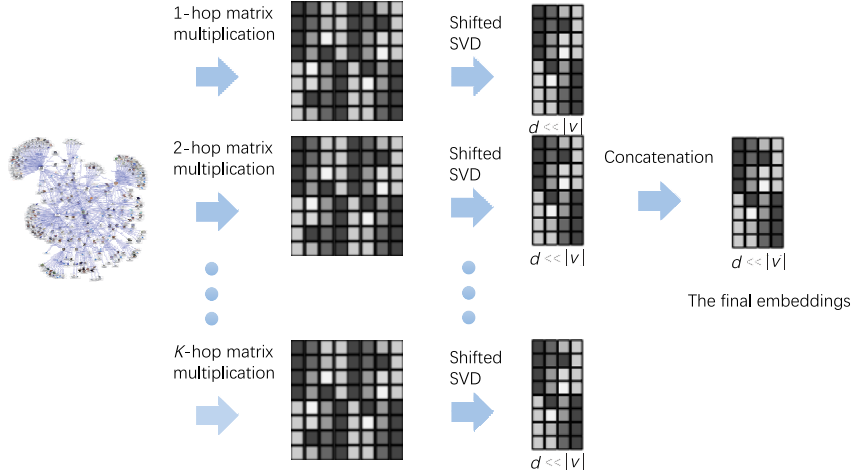 1-hop matrix
multiplication
Shifted
SVD
d << |v|
2-hop matrix
multiplication
Shifted
SVD
d << |v|
Concatenation
d << |v|
The final embeddings
K-hop matrix
multiplication
Shifted
SVD
d << |v|